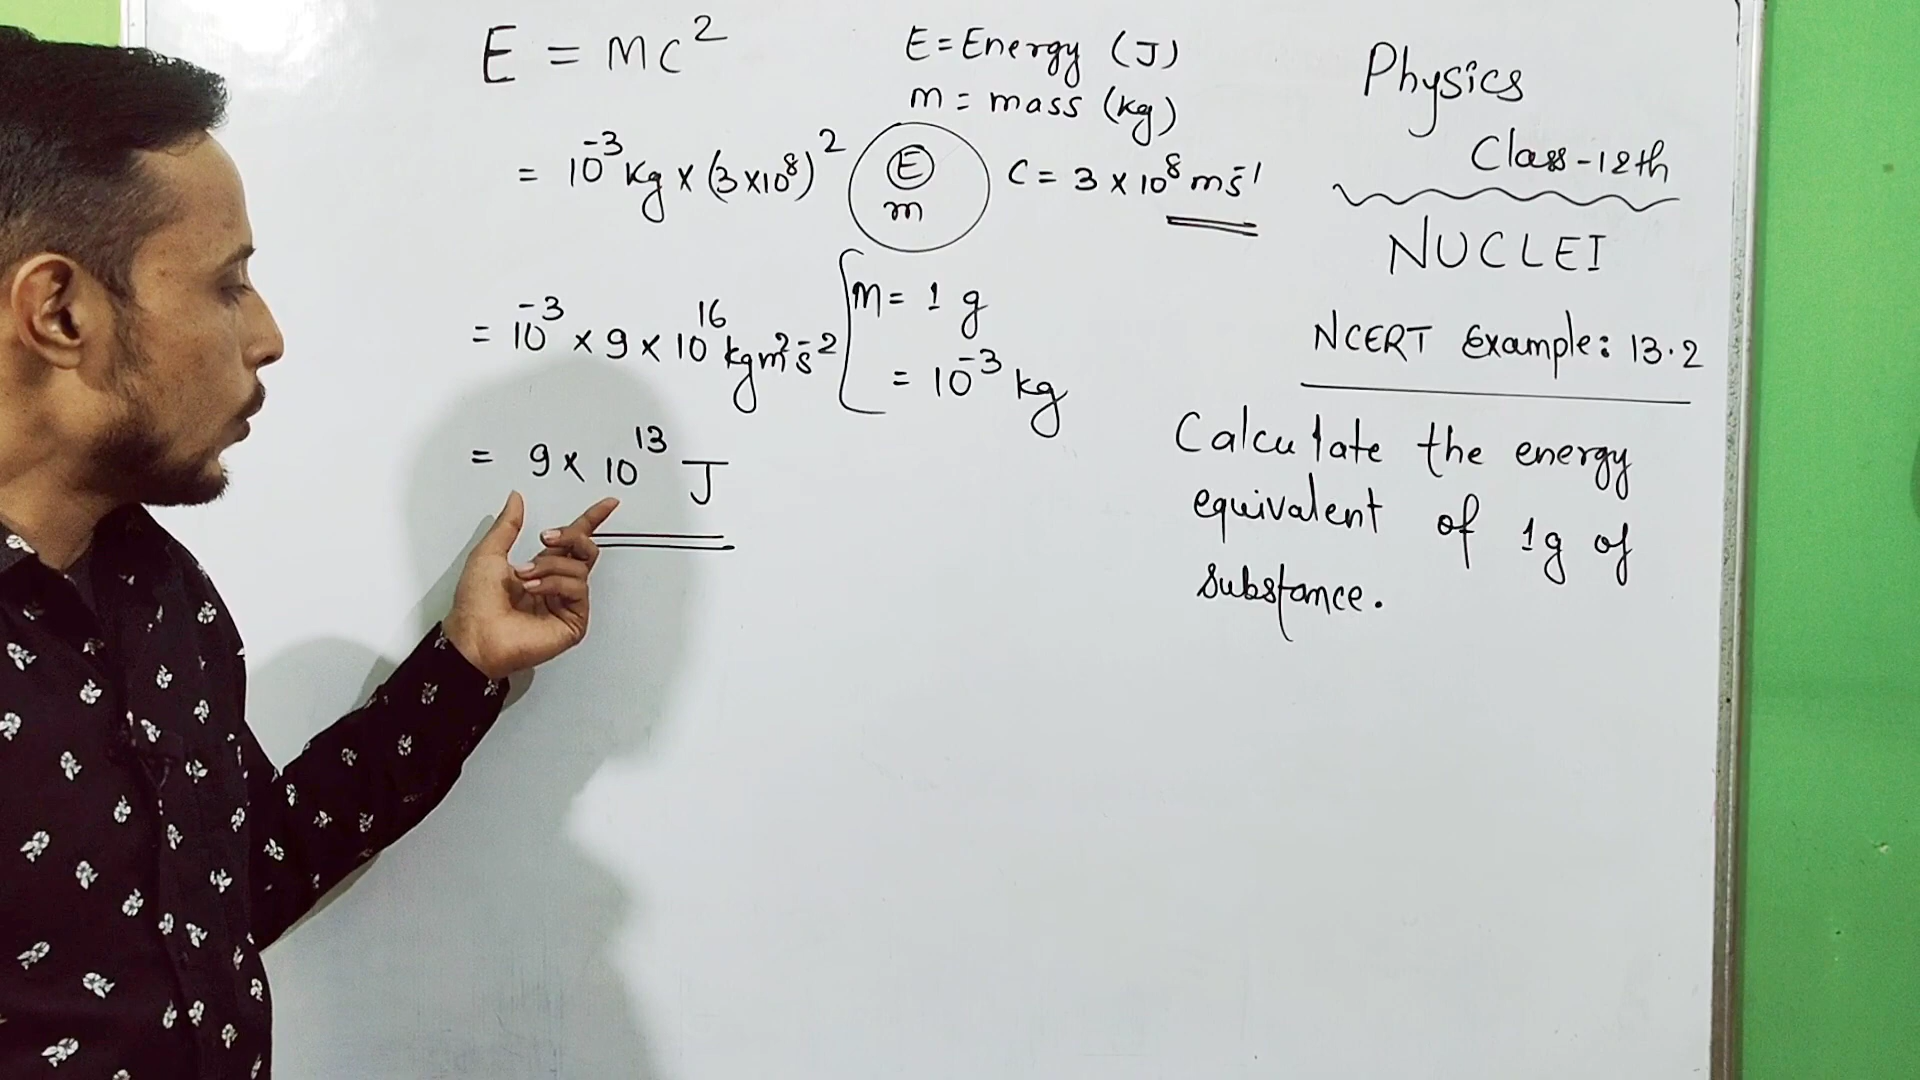 E = mc²
= 10⁻³ kg × (3×10⁸)²
= 10⁻³ × 9 × 10¹⁶ kgm²s⁻²
= 9 × 10¹³ J
E = Energy (J)
m = mass (kg)
E
m
C = 3 × 10⁸ ms⁻¹
m = 1 g
= 10⁻³ kg
Physics
Class-12th
NUCLEI
NCERT Example: 13.2
Calculate the energy
equivalent of 1g of
substance.